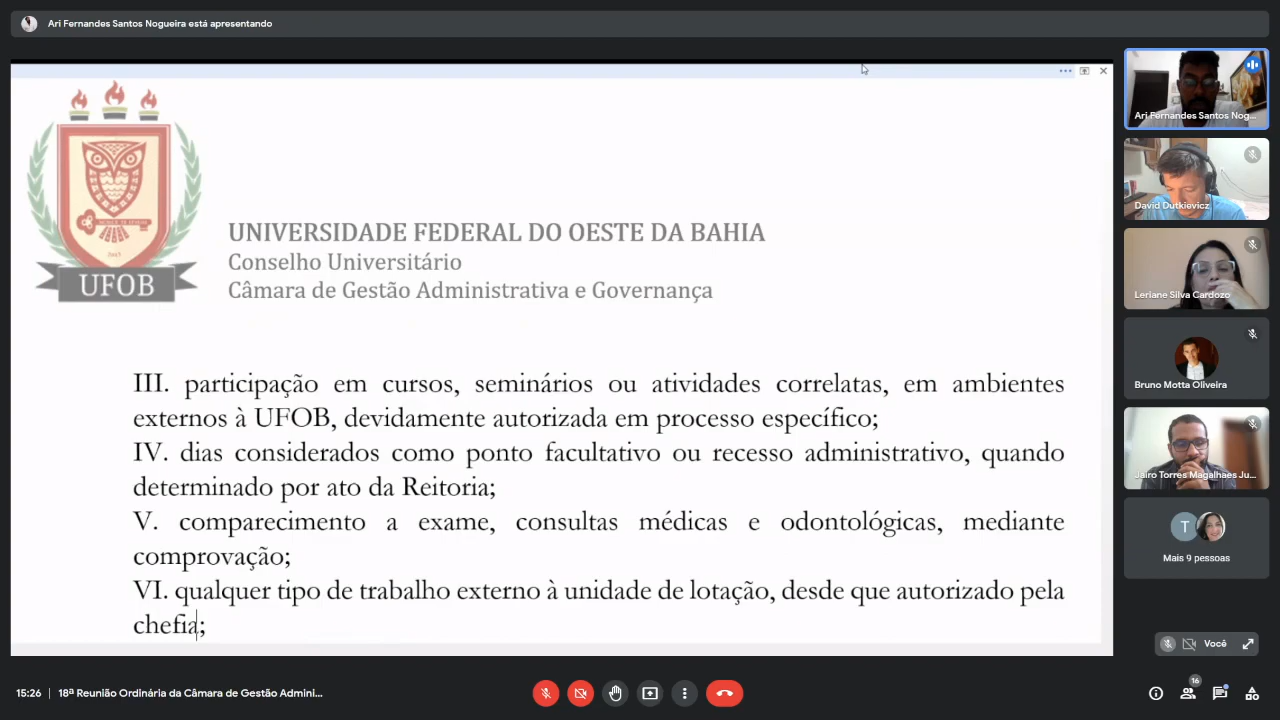 Ari Fernandes Santos Nogueira está apresentando
UFOB
UNIVERSIDADE FEDERAL DO OESTE DA BAHIA
Conselho Universitário
Câmara de Gestão Administrativa e Governança
III. participação em cursos, seminários ou atividades correlatas, em ambientes
externos à UFOB, devidamente autorizada em processo específico;
IV. dias considerados como ponto facultativo ou recesso administrativo, quando
determinado por ato da Reitoria;
V. comparecimento a exame, consultas médicas e odontológicas, mediante
comprovação;
VI. qualquer tipo de trabalho externo à unidade de lotação, desde que autorizado pela
chefia;
Ari Fernandes Santos Nog...
David Dutkievicz
Leriane Silva Cardozo
Bruno Motta Oliveira
Jairo Torres Magalhaes Ju...
T
Mais 9 pessoas
Você
15:26 | 18ª Reunião Ordinária da Câmara de Gestão Admini...
16